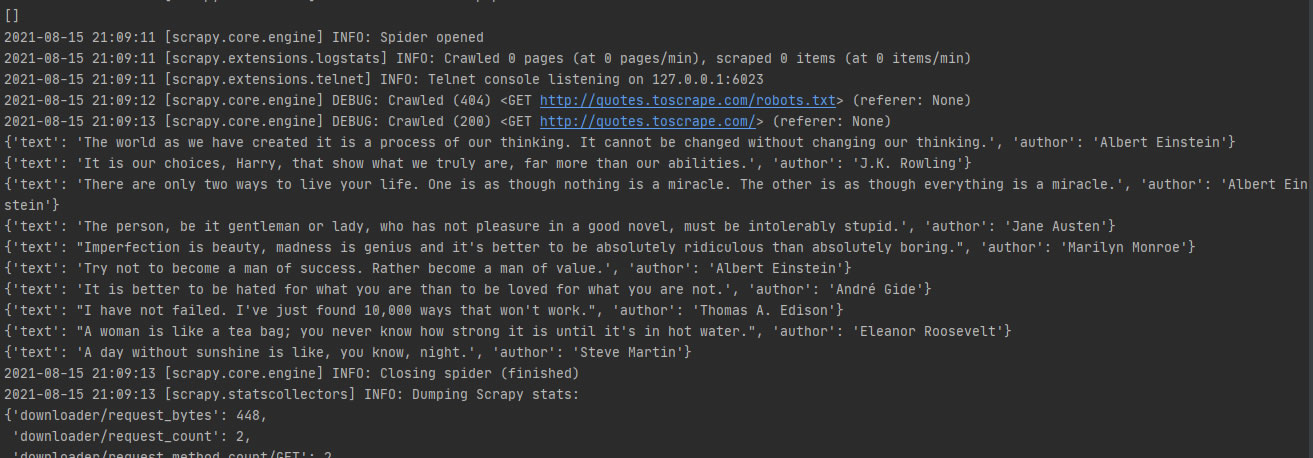 []
2021-08-15 21:09:11 [scrapy.core.engine] INFO: Spider opened
2021-08-15 21:09:11 [scrapy.extensions.logstats] INFO: Crawled 0 pages (at 0 pages/min), scraped 0 items (at 0 items/min)
2021-08-15 21:09:11 [scrapy.extensions.telnet] INFO: Telnet console listening on 127.0.0.1:6023
2021-08-15 21:09:12 [scrapy.core.engine] DEBUG: Crawled (404) <GET http://quotes.toscrape.com/robots.txt> (referer: None)
2021-08-15 21:09:13 [scrapy.core.engine] DEBUG: Crawled (200) <GET http://quotes.toscrape.com/> (referer: None)
{'text': 'The world as we have created it is a process of our thinking. It cannot be changed without changing our thinking.', 'author': 'Albert Einstein'}
{'text': 'It is our choices, Harry, that show what we truly are, far more than our abilities.', 'author': 'J.K. Rowling'}
{'text': 'There are only two ways to live your life. One is as though nothing is a miracle. The other is as though everything is a miracle.', 'author': 'Albert Ein
stein'}
{'text': 'The person, be it gentleman or lady, who has not pleasure in a good novel, must be intolerably stupid.', 'author': 'Jane Austen'}
{'text': "Imperfection is beauty, madness is genius and it's better to be absolutely ridiculous than absolutely boring.", 'author': 'Marilyn Monroe'}
{'text': 'Try not to become a man of success. Rather become a man of value.', 'author': 'Albert Einstein'}
{'text': 'It is better to be hated for what you are than to be loved for what you are not.', 'author': 'André Gide'}
{'text': "I have not failed. I've just found 10,000 ways that won't work.", 'author': 'Thomas A. Edison'}
{'text': "A woman is like a tea bag; you never know how strong it is until it's in hot water.", 'author': 'Eleanor Roosevelt'}
{'text': 'A day without sunshine is like, you know, night.', 'author': 'Steve Martin'}
2021-08-15 21:09:13 [scrapy.core.engine] INFO: Closing spider (finished)
2021-08-15 21:09:13 [scrapy.statscollectors] INFO: Dumping Scrapy stats:
{'downloader/request_bytes': 448,
'downloader/request_count': 2,
'downloader/request_method_count/GET': 2